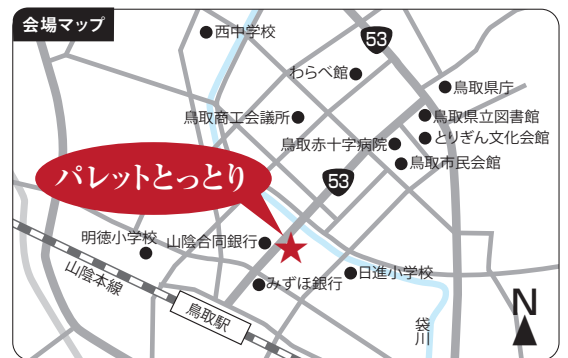 会場マップ
西中学校
53
わらべ館
鳥取県庁
鳥取商工会議所
鳥取県立図書館
とりぎん文化会館
鳥取赤十字病院
鳥取市民会館
53
パレットとっとり
明徳小学校
山陰合同銀行
山陰本線
日進小学校
みずほ銀行
鳥取駅
袋川
N